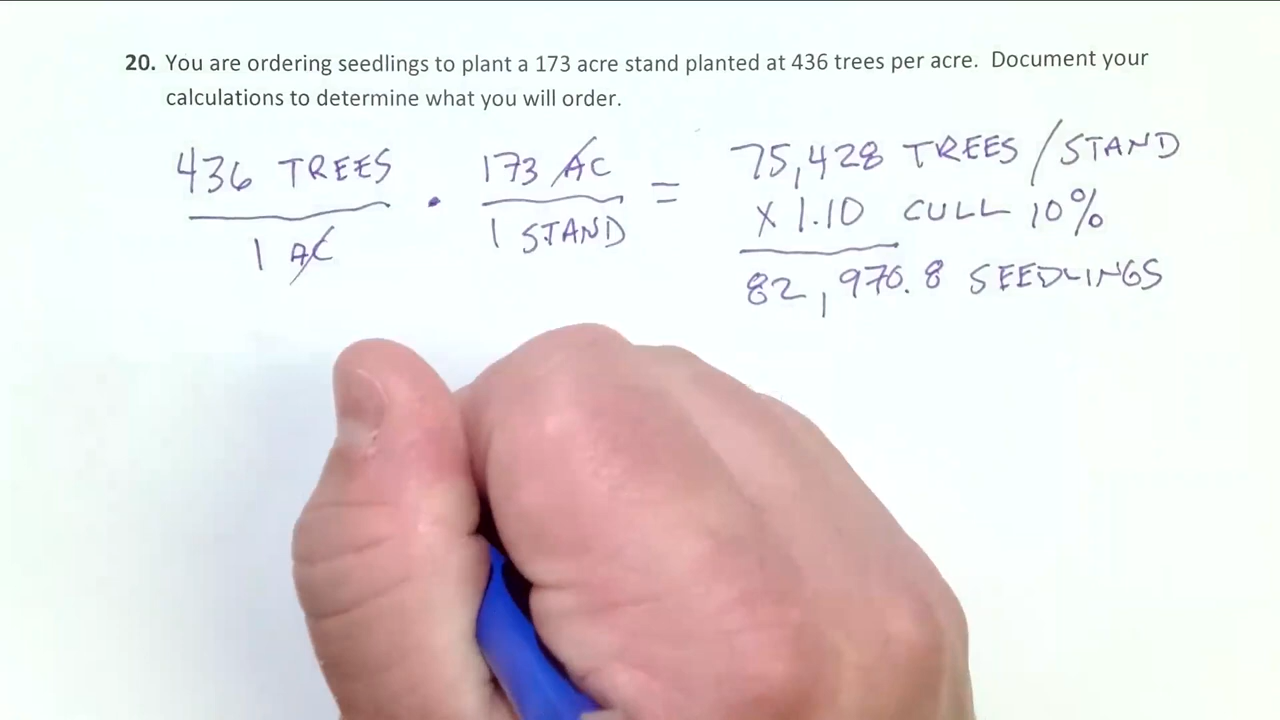 20. You are ordering seedlings to plant a 173 acre stand planted at 436 trees per acre. Document your
calculations to determine what you will order.
436 TREES / 1 AC · 173 AC / 1 STAND = 75,428 TREES/STAND
X 1.10 CULL 10%
82,970.8 SEEDLINGS